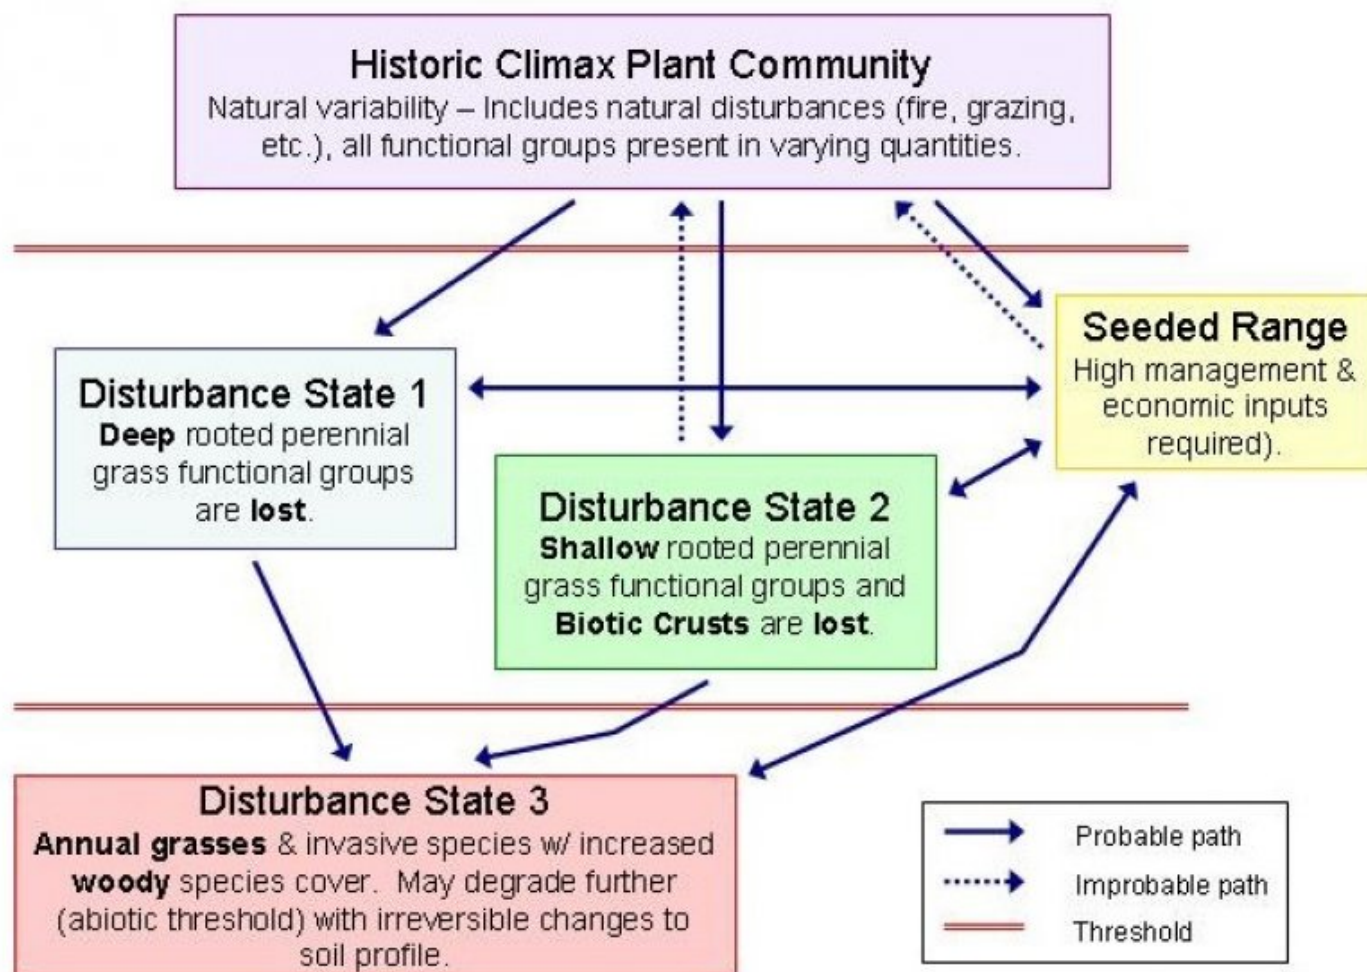 Historic Climax Plant Community
Natural variability – Includes natural disturbances (fire, grazing,
etc.), all functional groups present in varying quantities.
Seeded Range
High management &
economic inputs
required).
Disturbance State 1
Deep rooted perennial
grass functional groups
are lost.
Disturbance State 2
Shallow rooted perennial
grass functional groups and
Biotic Crusts are lost.
Disturbance State 3
Annual grasses & invasive species w/ increased
woody species cover. May degrade further
(abiotic threshold) with irreversible changes to
soil profile.
Probable path
Improbable path
Threshold